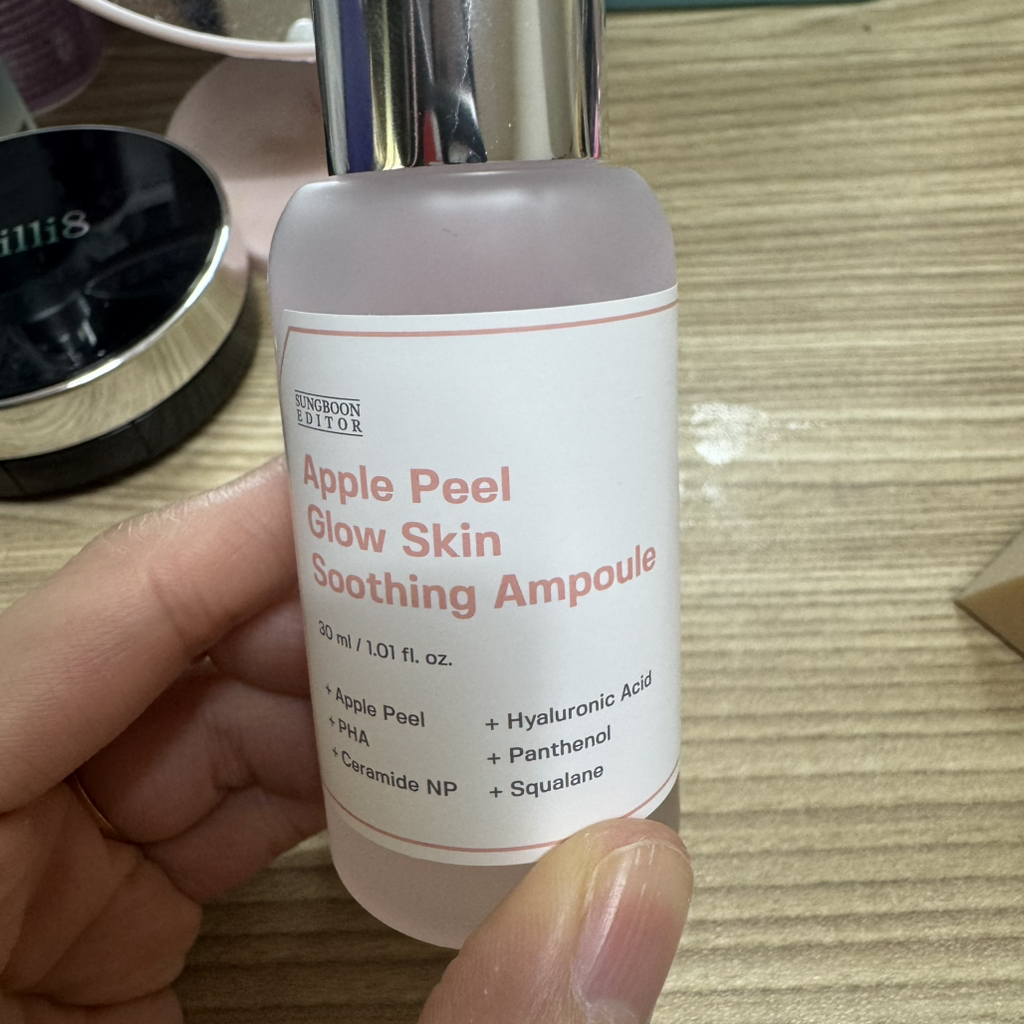 illi8
SUNGBOON
EDITOR
Apple Peel
Glow Skin
Soothing Ampoule
30 ml / 1.01 fl. oz.
+ Apple Peel
+ PHA
+ Ceramide NP
+ Hyaluronic Acid
+ Panthenol
+ Squalane